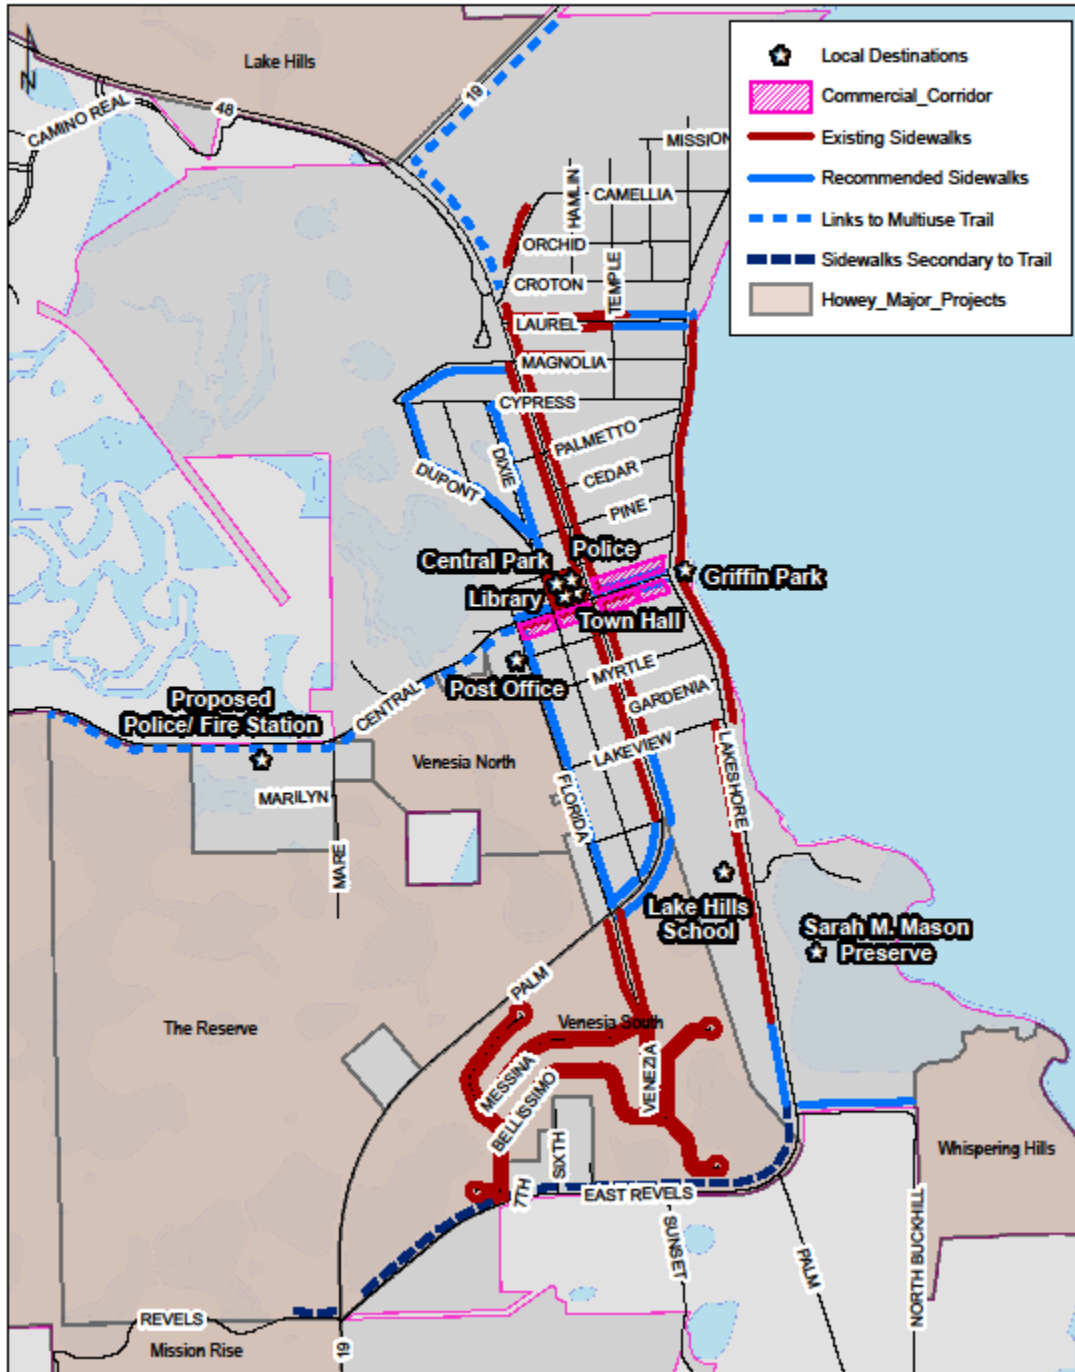 Local Destinations
Commercial_Corridor
Existing Sidewalks
Recommended Sidewalks
Links to Multiuse Trail
Sidewalks Secondary to Trail
Howey_Major_Projects
N
Lake Hills
CAMINO REAL
48
19
MISSION
HAMLIN
CAMELLIA
ORCHID
TEMPLE
CROTON
LAUREL
MAGNOLIA
CYPRESS
PALMETTO
DIXIE
CEDAR
DUPONT
PINE
Police
Central Park
Griffin Park
Library
Town Hall
MYRTLE
Post Office
GARDENIA
CENTRAL
Proposed
Police/ Fire Station
LAKEVIEW
Venesia North
LAKESHORE
FLORIDA
MARILYN
MARE
Lake Hills
School
Sarah M. Mason
Preserve
PALM
The Reserve
Venesia South
VENEZIA
MESSINA
BELLISSIMO
SIXTH
Whispering Hills
7TH
EAST REVELS
SUNSET
PALM
NORTH BUCKHILL
REVELS
Mission Rise
19